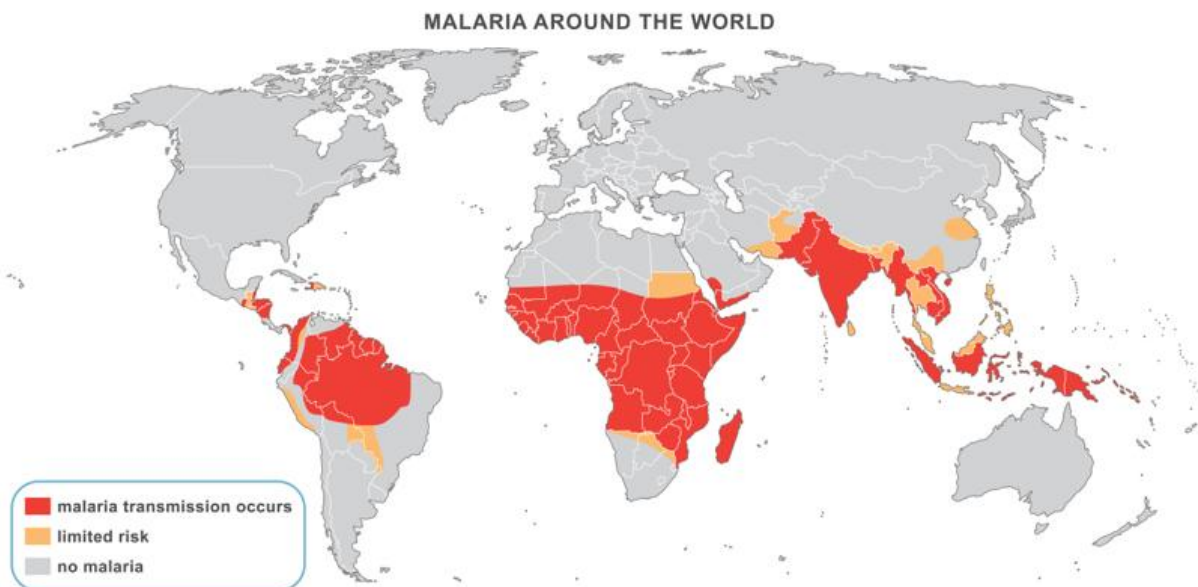 MALARIA AROUND THE WORLD
malaria transmission occurs
limited risk
no malaria